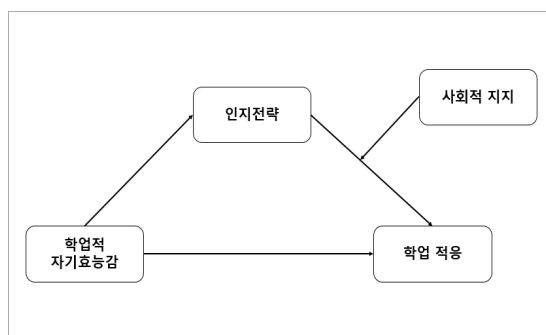 사회적 지지
인지전략
학업적
자기효능감
학업 적응